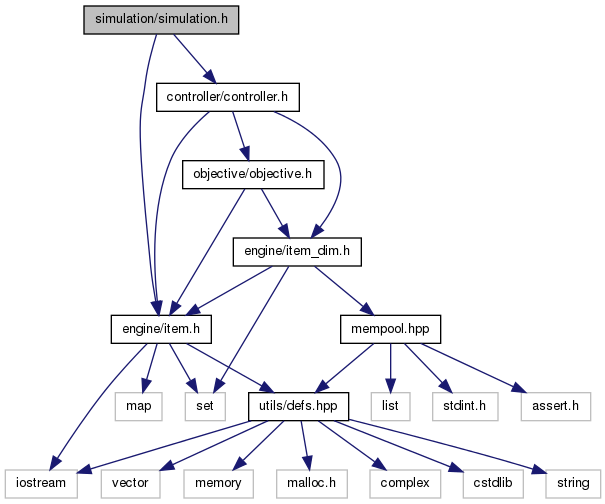 simulation/simulation.h
controller/controller.h
objective/objective.h
engine/item_dim.h
engine/item.h
mempool.hpp
map
set
utils/defs.hpp
list
stdint.h
assert.h
iostream
vector
memory
malloc.h
complex
cstdlib
string